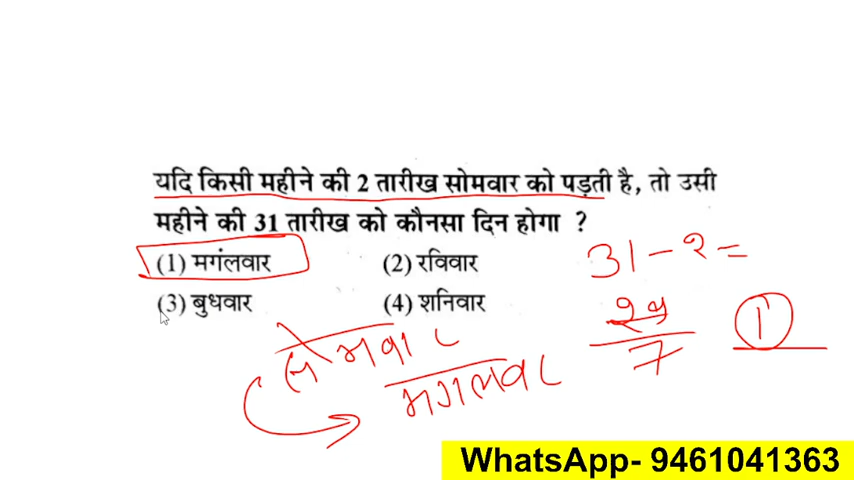 यदि किसी महीने की 2 तारीख सोमवार को पड़ती है, तो उसी
महीने की 31 तारीख को कौनसा दिन होगा ?
(1) मगंलवार (2) रविवार
(3) बुधवार (4) शनिवार
31 - 2 =
29
7
1
सोमवार
मगलवार
WhatsApp- 9461041363